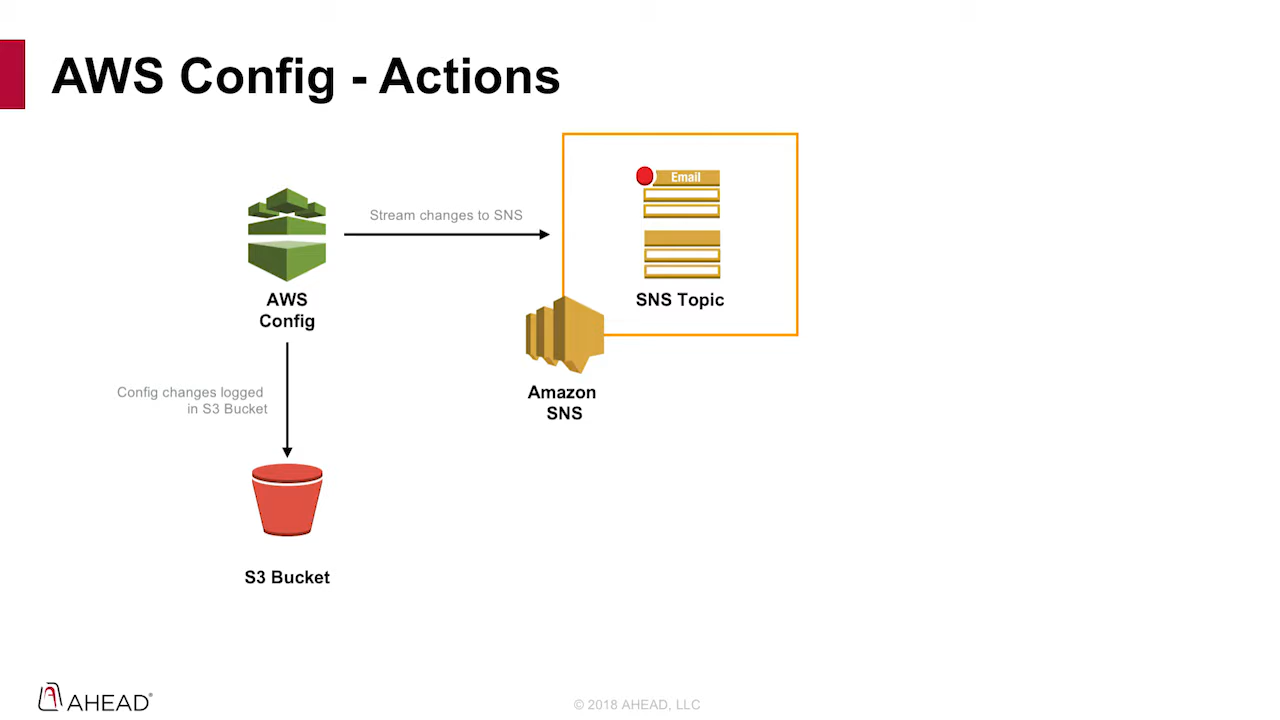 AWS Config - Actions
Stream changes to SNS
Email
SNS Topic
AWS
Config
Amazon
SNS
Config changes logged
in S3 Bucket
S3 Bucket
AHEAD®
© 2018 AHEAD, LLC